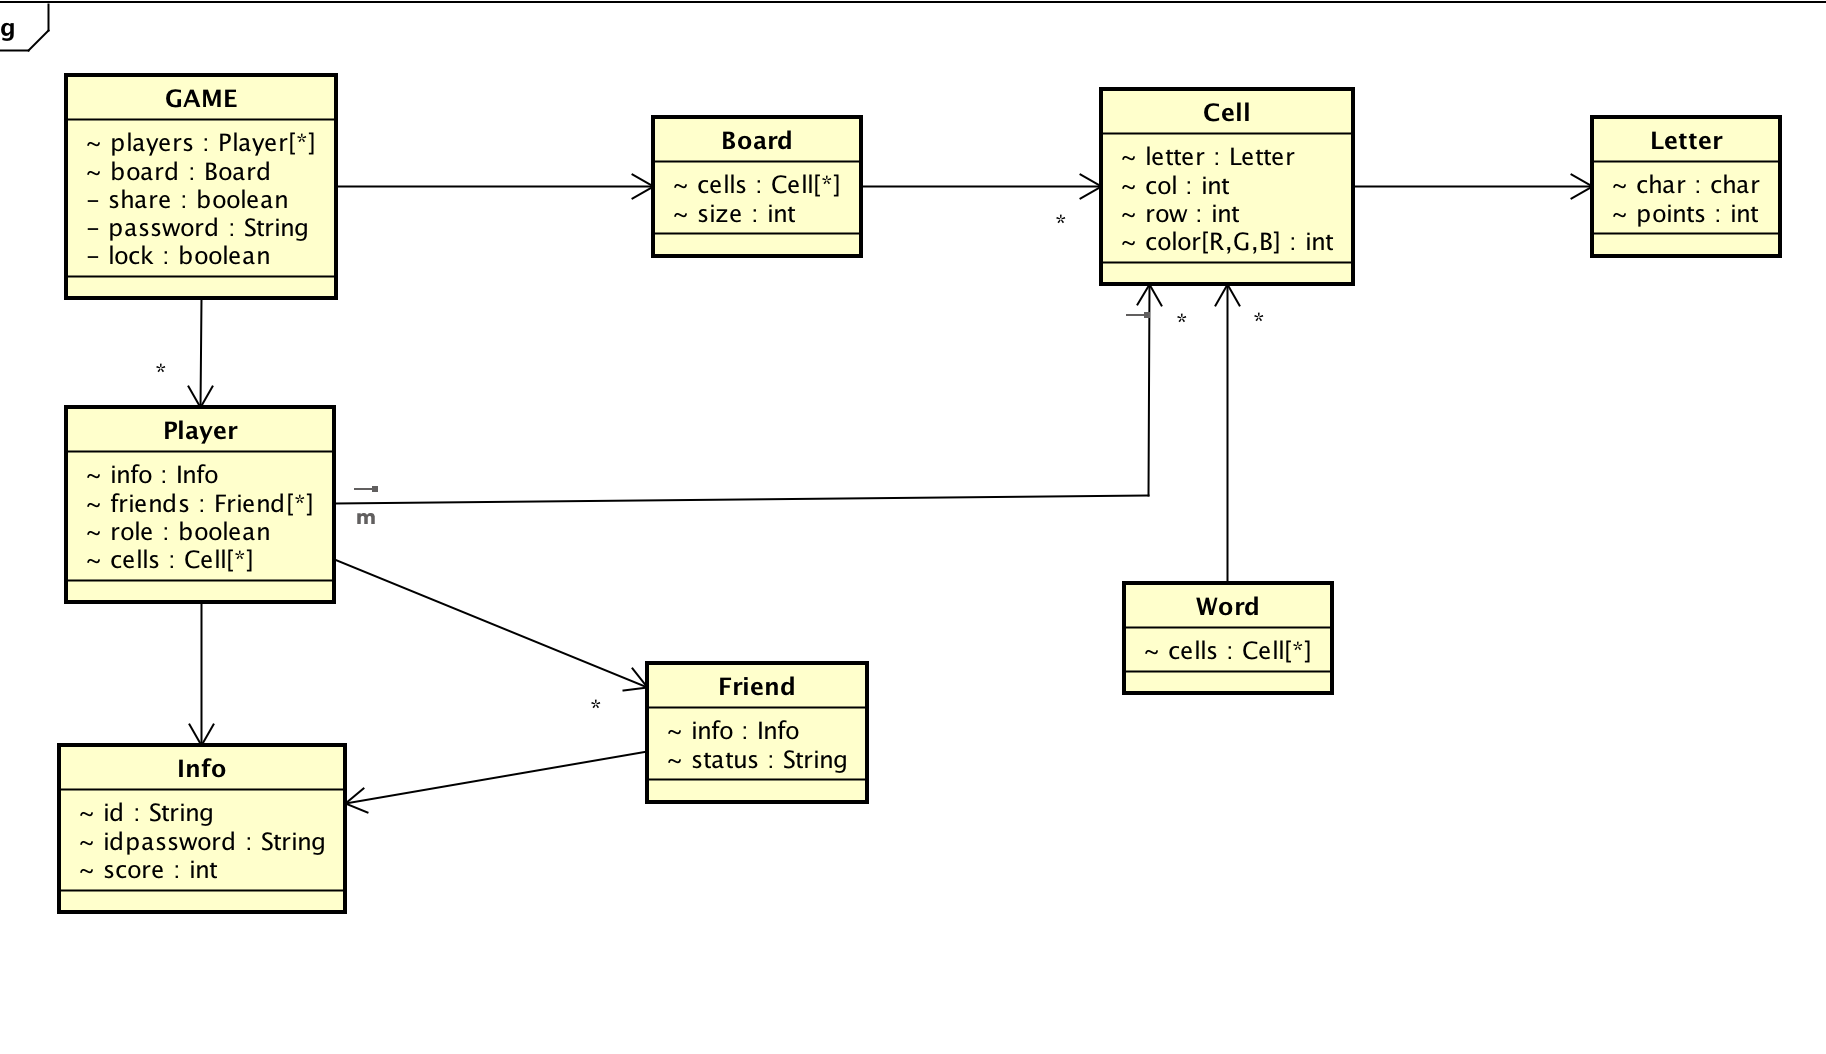 g
GAME
~ players : Player[*]
~ board : Board
– share : boolean
– password : String
– lock : boolean
Board
~ cells : Cell[*]
~ size : int
Cell
~ letter : Letter
~ col : int
~ row : int
~ color[R,G,B] : int
Letter
~ char : char
~ points : int
*
*
*
*
Player
~ info : Info
~ friends : Friend[*]
~ role : boolean
~ cells : Cell[*]
m
Word
~ cells : Cell[*]
Friend
~ info : Info
~ status : String
*
Info
~ id : String
~ idpassword : String
~ score : int